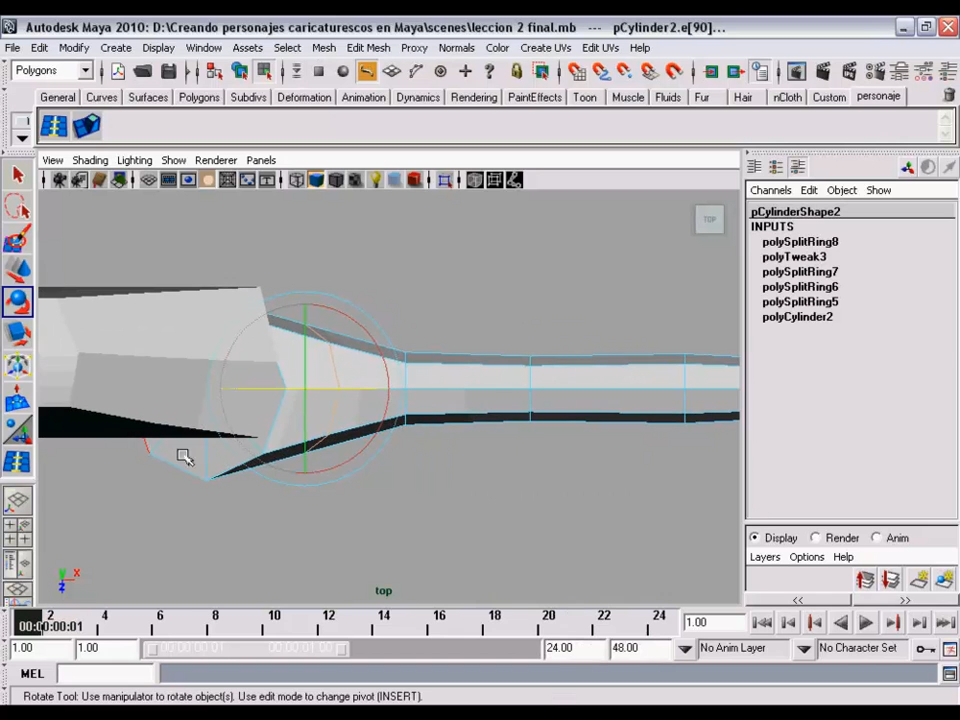 Autodesk Maya 2010: D:\Creando personajes caricaturescos en Maya\scenes\leccion 2 final.mb - pCylinder2.e[90]...
File Edit Modify Create Display Window Assets Select Mesh Edit Mesh Proxy Normals Color Create UVs Edit UVs Help
Polygons
General Curves Surfaces Polygons Subdivs Deformation Animation Dynamics Rendering PaintEffects Toon Muscle Fluids Fur Hair nCloth Custom personaje
View Shading Lighting Show Renderer Panels
Channels Edit Object Show
pCylinderShape2
INPUTS
polySplitRing8
polyTweak3
polySplitRing7
polySplitRing6
polySplitRing5
polyCylinder2
TOP
y x
z
top
Display Render Anim
Layers Options Help
<< >>
2 4 6 8 10 12 14 16 18 20 22 24
00:00:00:01
1.00
1.00 1.00 24.00 48.00 No Anim Layer No Character Set
MEL
Rotate Tool: Use manipulator to rotate object(s). Use edit mode to change pivot (INSERT).